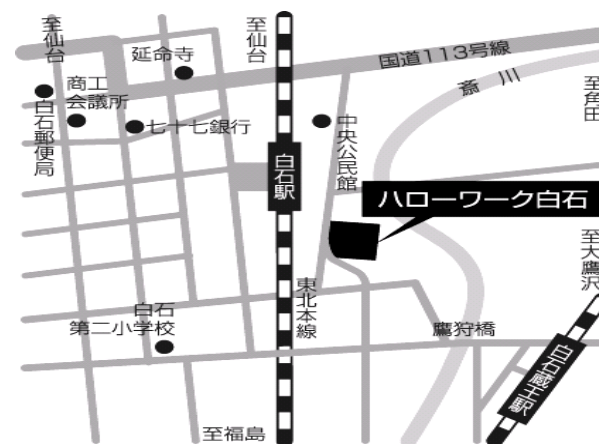 至仙台
延命寺
至仙台
国道113号線
斎川
至角田
商工
会議所
白石郵便局
七十七銀行
中央公民館
白石駅
ハローワーク白石
至大鷹沢
東北本線
白石
第二小学校
鷹狩橋
白石蔵王駅
至福島